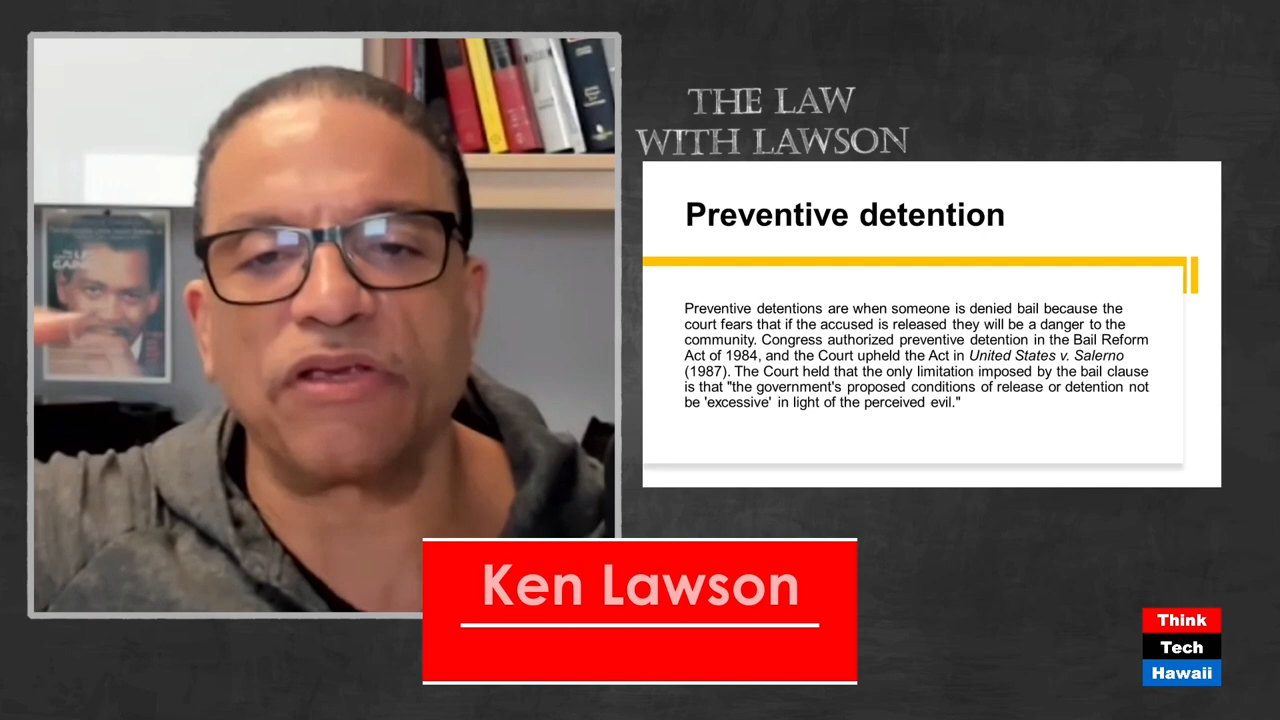 THE LAW
WITH LAWSON
Preventive detention
Preventive detentions are when someone is denied bail because the
court fears that if the accused is released they will be a danger to the
community. Congress authorized preventive detention in the Bail Reform
Act of 1984, and the Court upheld the Act in United States v. Salerno
(1987). The Court held that the only limitation imposed by the bail clause
is that "the government's proposed conditions of release or detention not
be 'excessive' in light of the perceived evil."
Ken Lawson
Think
Tech
Hawaii